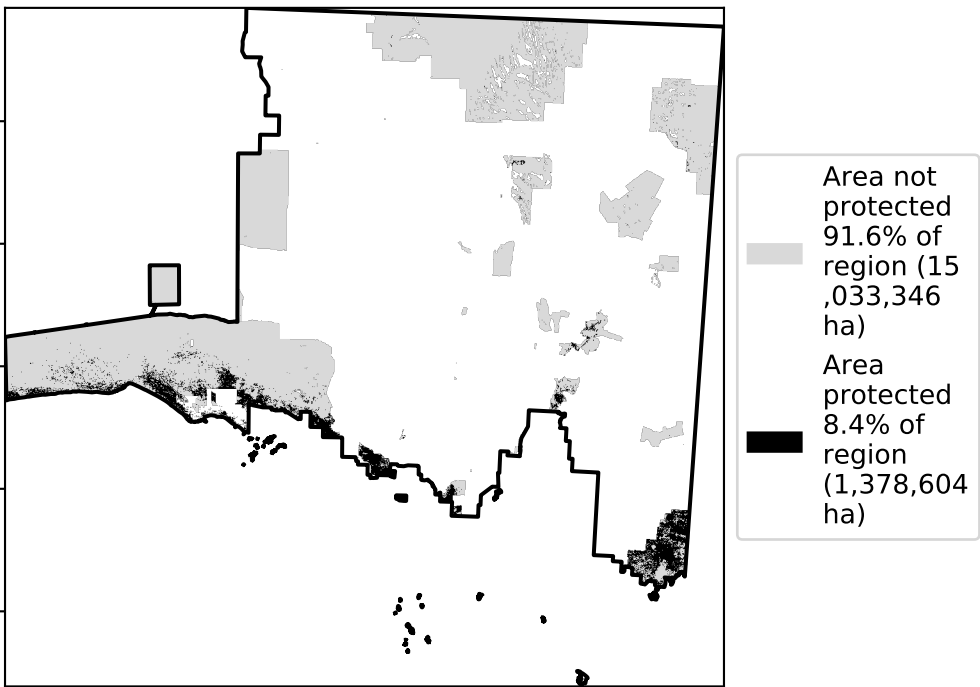 Area not
protected
91.6% of
region (15
,033,346
ha)
Area
protected
8.4% of
region
(1,378,604
ha)